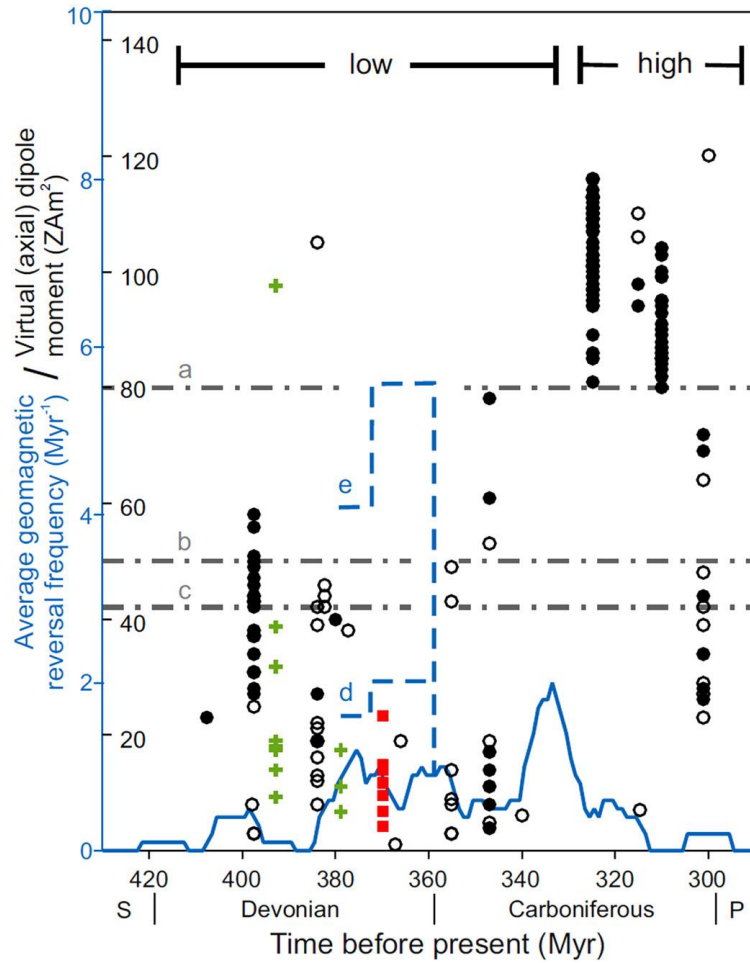 10
140
low
high
120
8
100
6
a
80
e
60
4
b
c
40
2
d
20
0
Average geomagnetic
reversal frequency (Myr⁻¹)
/
Virtual (axial) dipole
moment (ZAm²)
420 400 380 360 340 320 300
S Devonian Carboniferous P
Time before present (Myr)